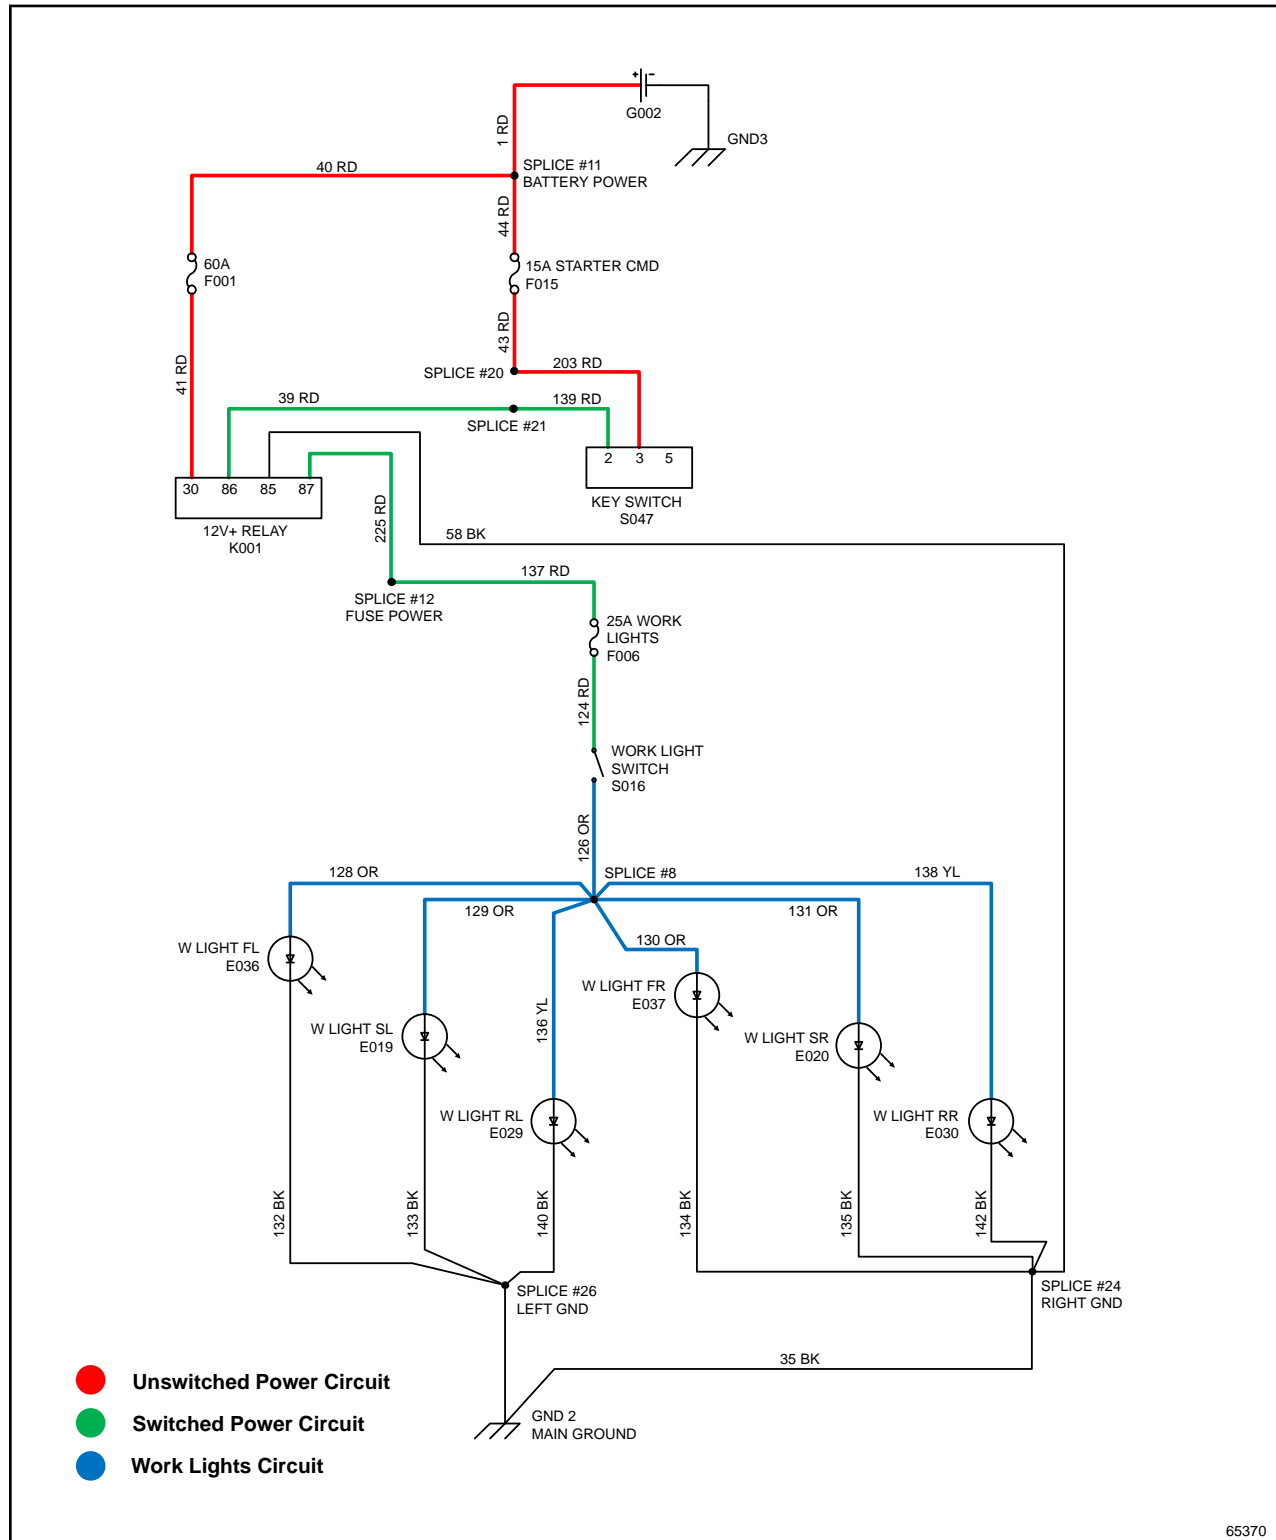 + -
G002
GND3
1 RD
SPLICE #11
BATTERY POWER
40 RD
44 RD
60A
F001
15A STARTER CMD
F015
41 RD
43 RD
SPLICE #20
203 RD
39 RD
139 RD
SPLICE #21
2 3 5
KEY SWITCH
S047
30 86 85 87
12V+ RELAY
K001
225 RD
58 BK
137 RD
SPLICE #12
FUSE POWER
25A WORK
LIGHTS
F006
124 RD
WORK LIGHT
SWITCH
S016
126 OR
SPLICE #8
128 OR
138 YL
129 OR
131 OR
130 OR
W LIGHT FL
E036
W LIGHT FR
E037
136 YL
W LIGHT SL
E019
W LIGHT SR
E020
W LIGHT RL
E029
W LIGHT RR
E030
132 BK
133 BK
140 BK
134 BK
135 BK
142 BK
SPLICE #26
LEFT GND
SPLICE #24
RIGHT GND
35 BK
Unswitched Power Circuit
Switched Power Circuit
Work Lights Circuit
GND 2
MAIN GROUND
65370